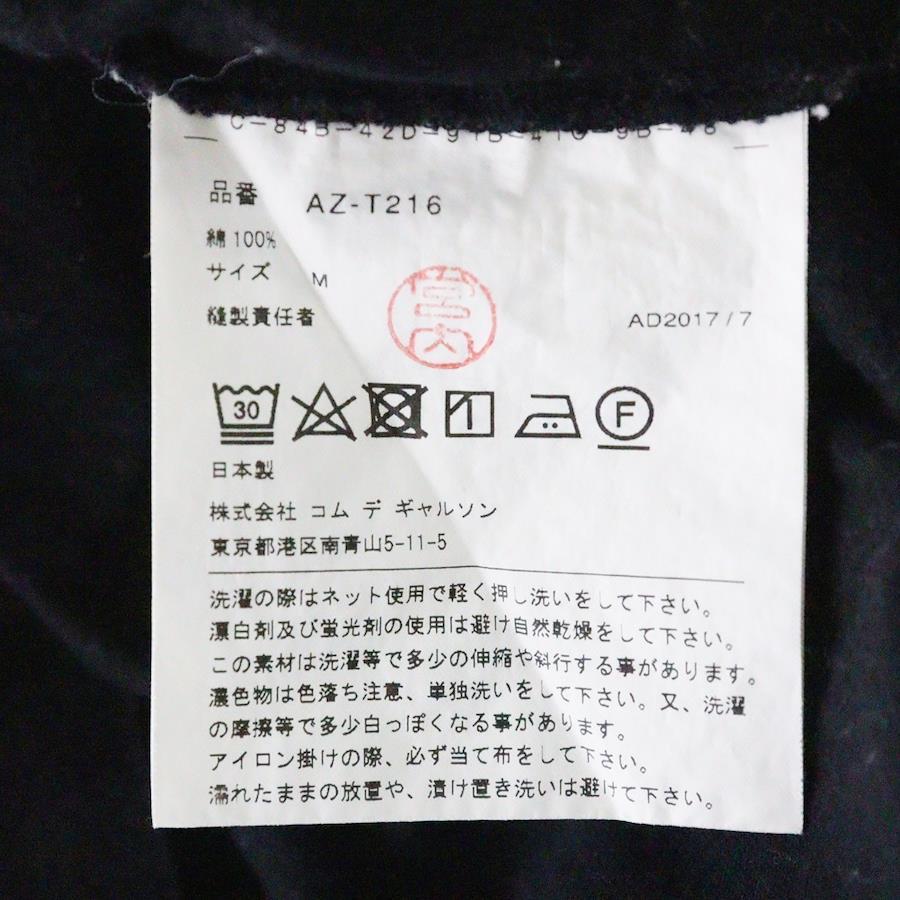 品番 AZ-T216
綿 100%
サイズ M
縫製責任者 宮内 AD2017/7
30 F
日本製
株式会社 コム デ ギャルソン
東京都港区南青山5-11-5
洗濯の際はネット使用で軽く押し洗いをして下さい。
漂白剤及び蛍光剤の使用は避け自然乾燥をして下さい。
この素材は洗濯等で多少の伸縮や斜行する事があります。
濃色物は色落ち注意、単独洗いをして下さい。又、洗濯
の摩擦等で多少白っぽくなる事があります。
アイロン掛けの際、必ず当て布をして下さい。
濡れたままの放置や、漬け置き洗いは避けて下さい。